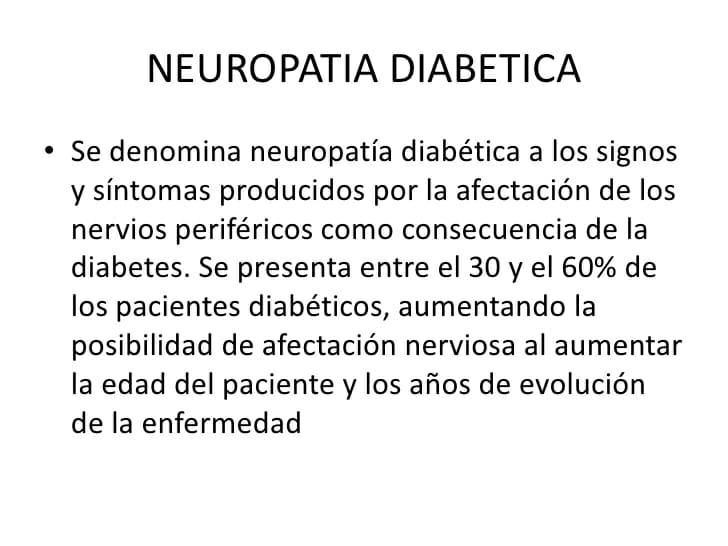 NEUROPATIA DIABETICA
• Se denomina neuropatía diabética a los signos
y síntomas producidos por la afectación de los
nervios periféricos como consecuencia de la
diabetes. Se presenta entre el 30 y el 60% de
los pacientes diabéticos, aumentando la
posibilidad de afectación nerviosa al aumentar
la edad del paciente y los años de evolución
de la enfermedad